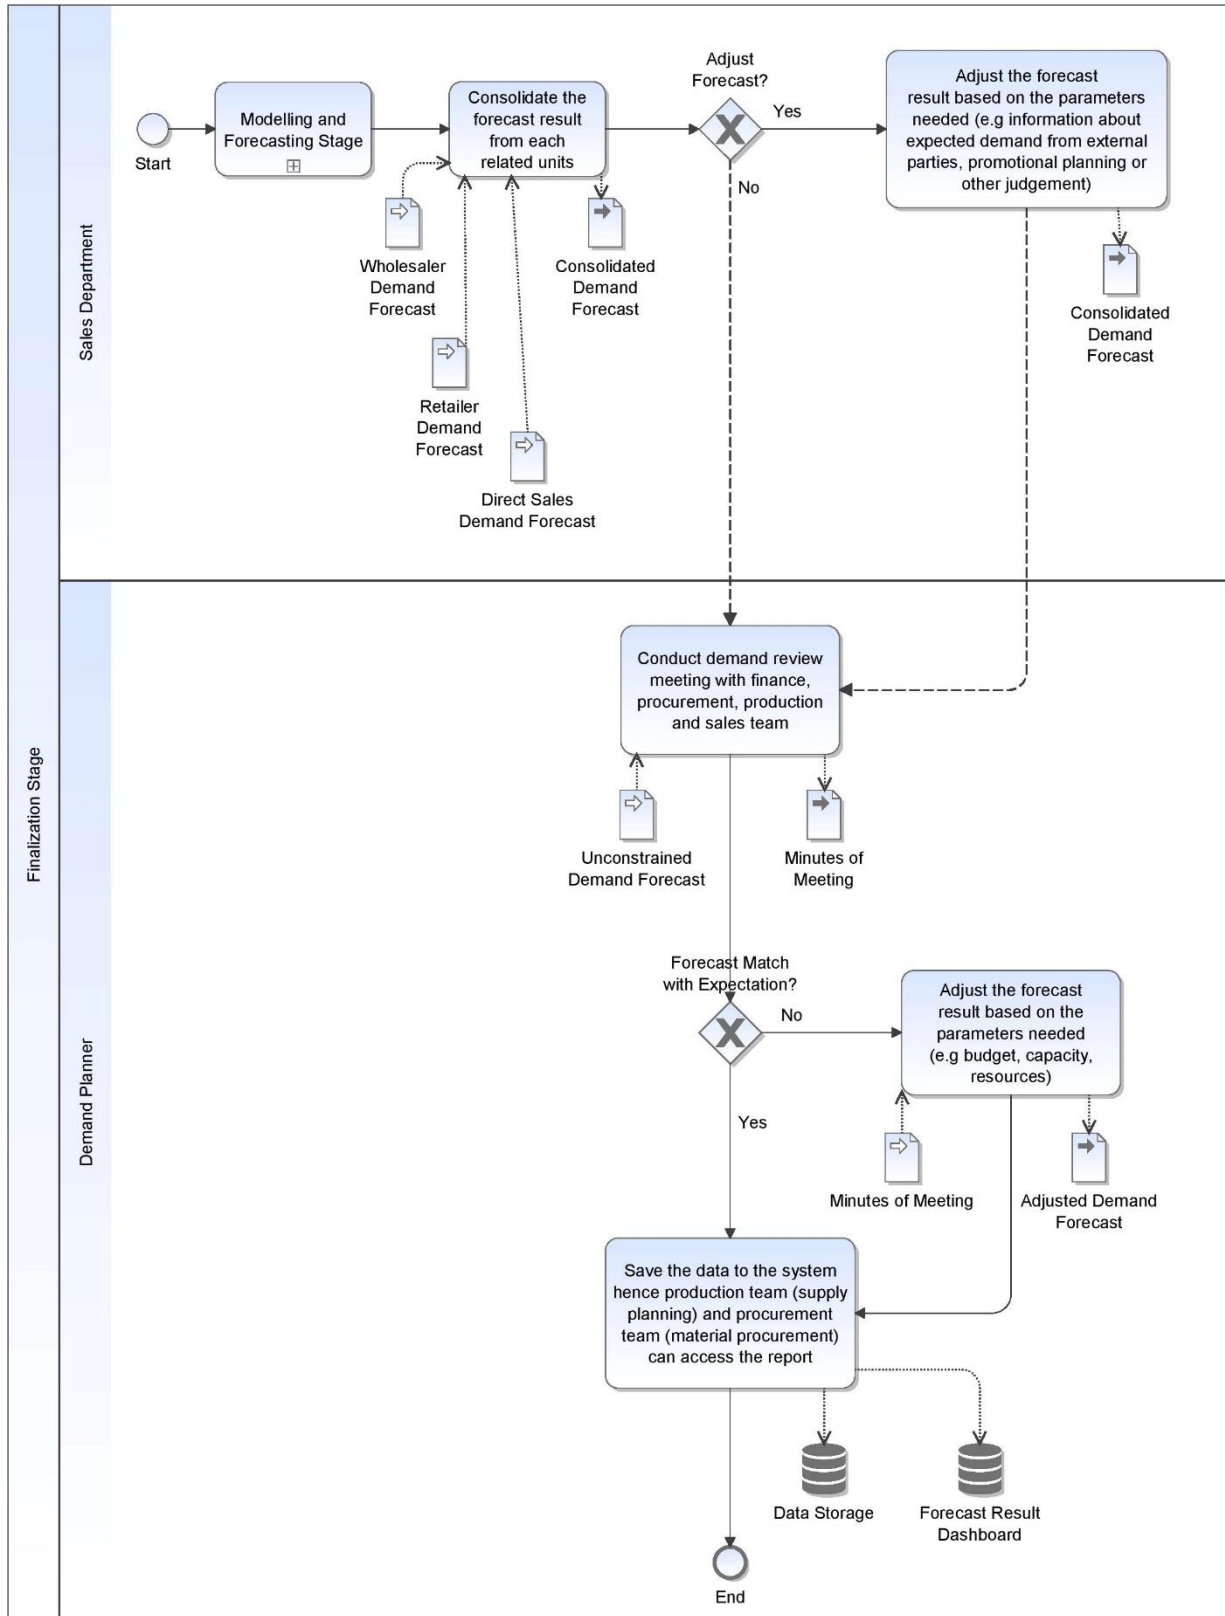 Finalization Stage
Sales Department
Start
Modelling and
Forecasting Stage
Consolidate the
forecast result
from each
related units
Wholesaler
Demand
Forecast
Retailer
Demand
Forecast
Direct Sales
Demand Forecast
Consolidated
Demand
Forecast
Adjust
Forecast?
Yes
No
Adjust the forecast
result based on the parameters
needed (e.g information about
expected demand from external
parties, promotional planning or
other judgement)
Consolidated
Demand
Forecast
Demand Planner
Conduct demand review
meeting with finance,
procurement, production
and sales team
Unconstrained
Demand Forecast
Minutes of
Meeting
Forecast Match
with Expectation?
No
Yes
Adjust the forecast
result based on the
parameters needed
(e.g budget, capacity,
resources)
Minutes of Meeting
Adjusted Demand
Forecast
Save the data to the system
hence production team (supply
planning) and procurement
team (material procurement)
can access the report
Data Storage
Forecast Result
Dashboard
End